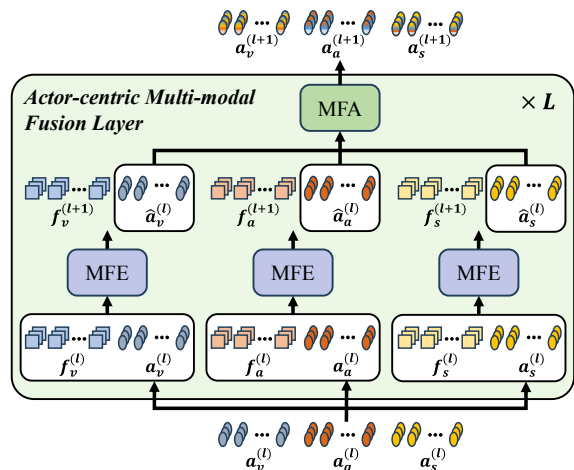 a_v^(l+1) a_a^(l+1) a_s^(l+1)
Actor-centric Multi-modal
Fusion Layer
× L
MFA
f_v^(l+1) â_v^(l) f_a^(l+1) â_a^(l) f_s^(l+1) â_s^(l)
MFE MFE MFE
f_v^(l) a_v^(l) f_a^(l) a_a^(l) f_s^(l) a_s^(l)
a_v^(l) a_a^(l) a_s^(l)